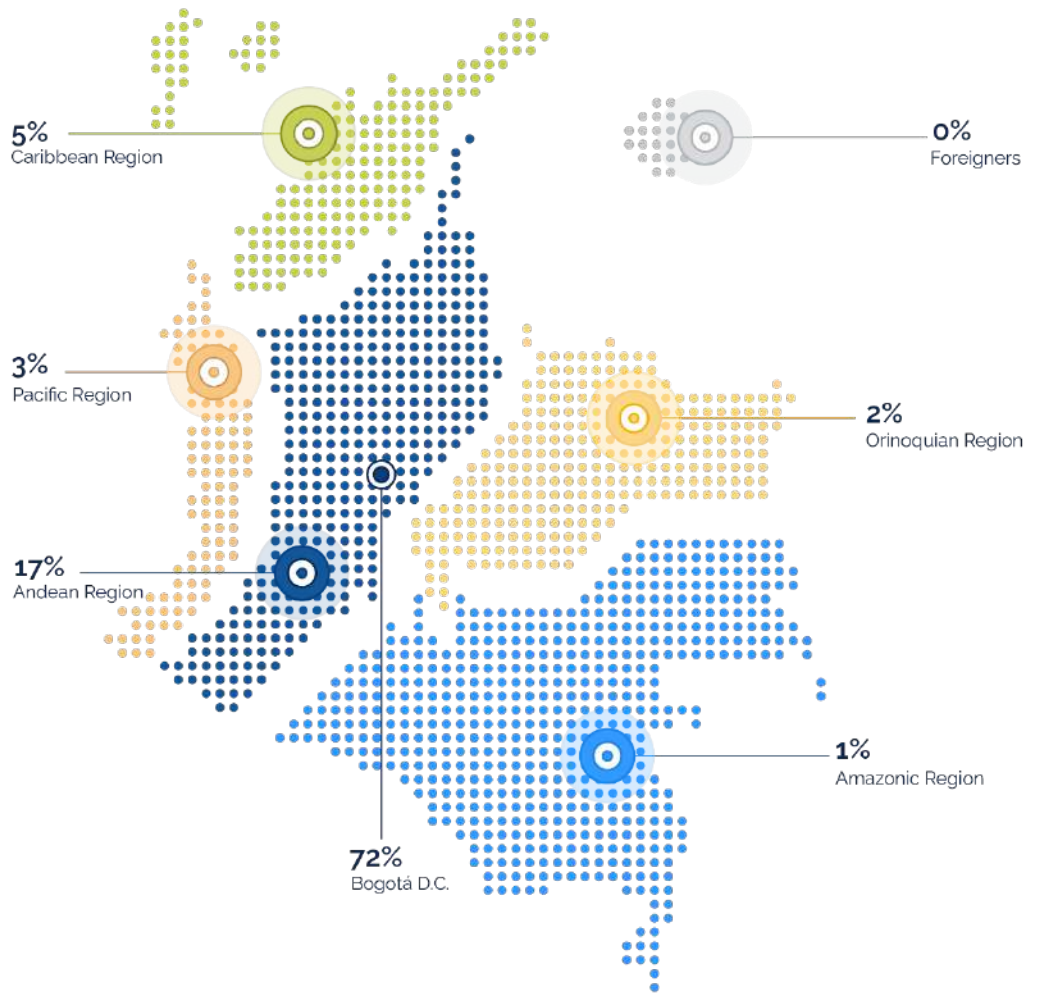 5%
Caribbean Region
0%
Foreigners
3%
Pacific Region
2%
Orinoquian Region
17%
Andean Region
1%
Amazonic Region
72%
Bogotá D.C.